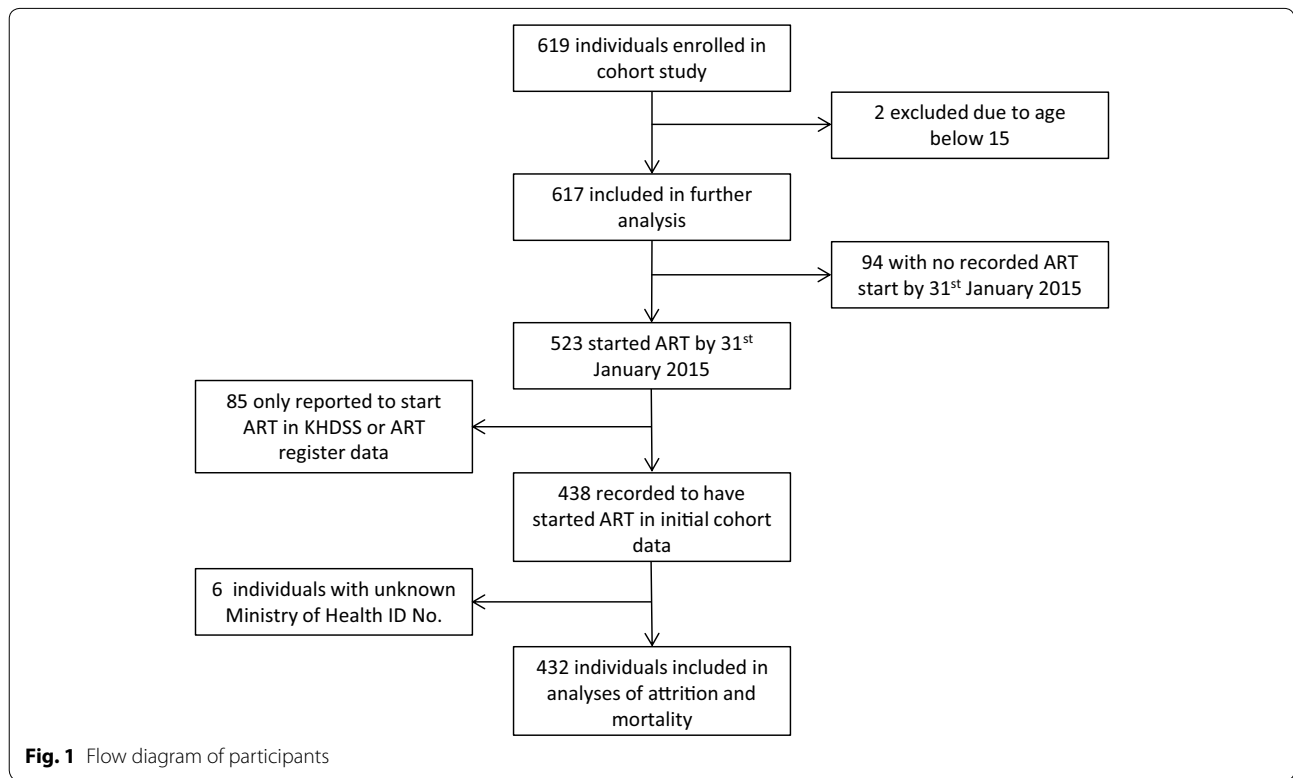 619 individuals enrolled in
cohort study
2 excluded due to age
below 15
617 included in further
analysis
94 with no recorded ART
start by 31st January 2015
523 started ART by 31st
January 2015
85 only reported to start
ART in KHDSS or ART
register data
438 recorded to have
started ART in initial cohort
data
6 individuals with unknown
Ministry of Health ID No.
432 individuals included in
analyses of attrition and
mortality
Fig. 1 Flow diagram of participants